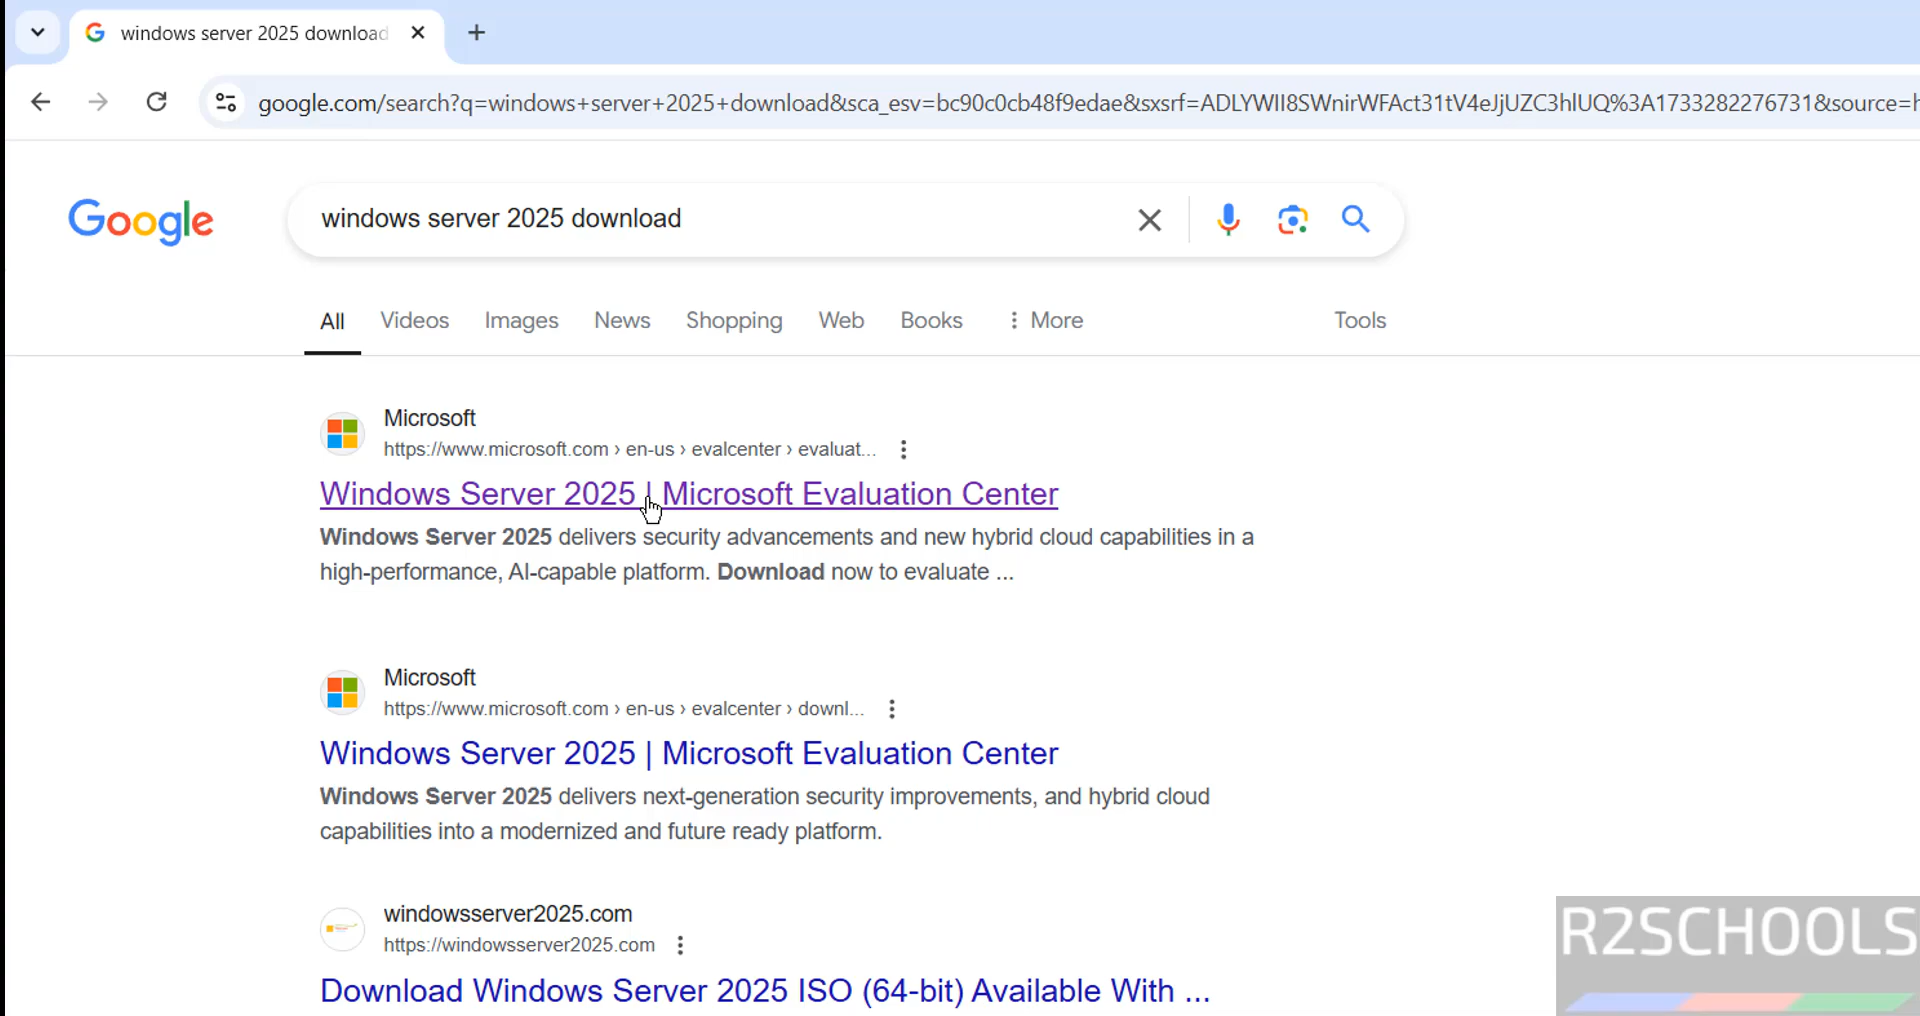 windows server 2025 download
google.com/search?q=windows+server+2025+download&sca_esv=bc90c0cb48f9edae&sxsrf=ADLYWII8SWnirWFAct31tV4eJjUZC3hlUQ%3A1733282276731&source=h
Google
windows server 2025 download
All Videos Images News Shopping Web Books More Tools
Microsoft
https://www.microsoft.com › en-us › evalcenter › evaluat...
Windows Server 2025 | Microsoft Evaluation Center
Windows Server 2025 delivers security advancements and new hybrid cloud capabilities in a
high-performance, AI-capable platform. Download now to evaluate ...
Microsoft
https://www.microsoft.com › en-us › evalcenter › downl...
Windows Server 2025 | Microsoft Evaluation Center
Windows Server 2025 delivers next-generation security improvements, and hybrid cloud
capabilities into a modernized and future ready platform.
windowsserver2025.com
https://windowsserver2025.com
Download Windows Server 2025 ISO (64-bit) Available With ...
R2SCHOOLS